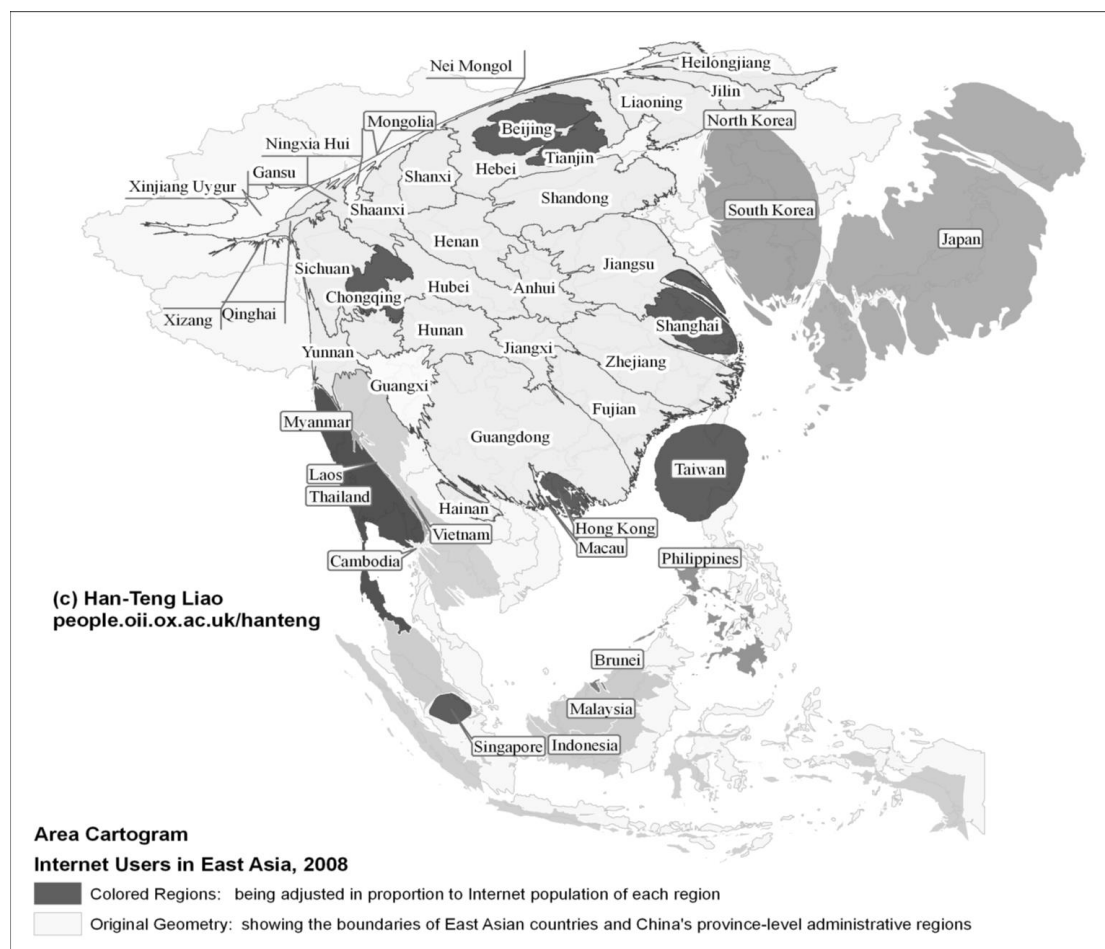 Nei Mongol
Heilongjiang
Jilin
Liaoning
Mongolia
North Korea
Beijing
Ningxia Hui
Tianjin
Gansu
Shanxi
Hebei
Xinjiang Uygur
Shandong
Shaanxi
South Korea
Henan
Japan
Jiangsu
Sichuan
Anhui
Hubei
Chongqing
Xizang
Qinghai
Shanghai
Hunan
Jiangxi
Yunnan
Zhejiang
Guangxi
Fujian
Myanmar
Guangdong
Taiwan
Laos
Thailand
Hainan
Hong Kong
Vietnam
Macau
Cambodia
Philippines
(c) Han-Teng Liao
people.oii.ox.ac.uk/hanteng
Brunei
Malaysia
Singapore
Indonesia
Area Cartogram
Internet Users in East Asia, 2008
Colored Regions: being adjusted in proportion to Internet population of each region
Original Geometry: showing the boundaries of East Asian countries and China's province-level administrative regions